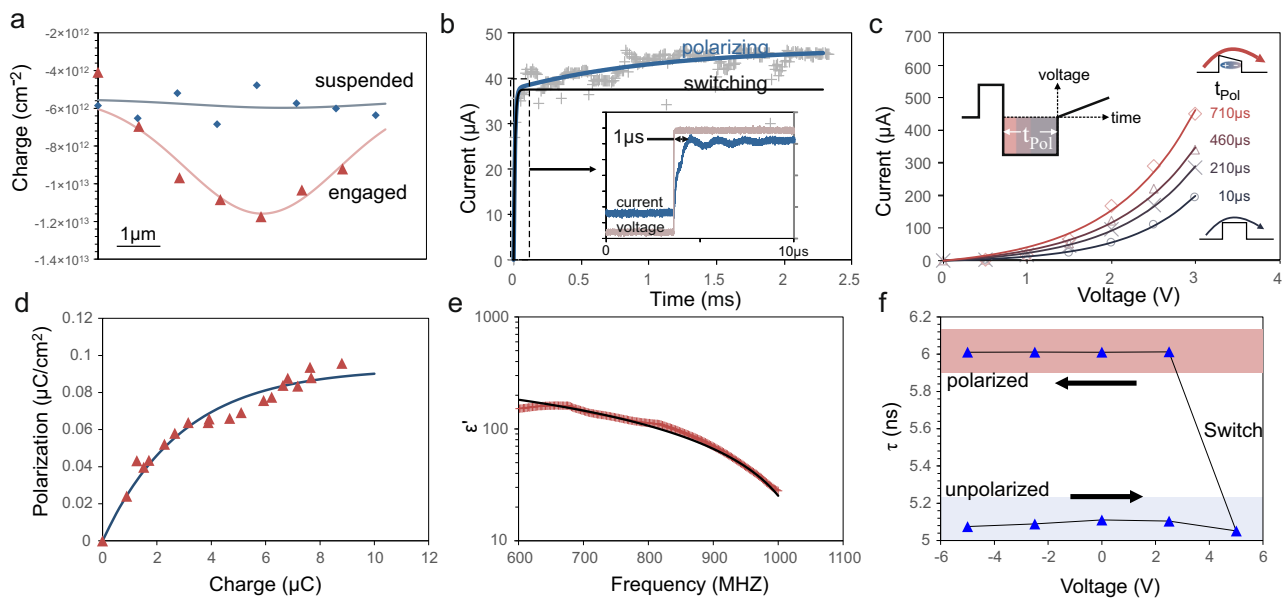 a
-2×10¹²
-4×10¹²
-6×10¹²
-8×10¹²
-1×10¹³
-1.2×10¹³
-1.4×10¹³
Charge (cm⁻²)
suspended
engaged
1μm
b
50
40
30
20
10
0
Current (μA)
polarizing
switching
1μs
current
voltage
0
10μs
0
0.5
1
1.5
2
2.5
Time (ms)
c
700
600
500
400
300
200
100
0
Current (μA)
voltage
time
t_Pol
t_Pol
710μs
460μs
210μs
10μs
0
1
2
3
4
Voltage (V)
d
0.12
0.1
0.08
0.06
0.04
0.02
0
Polarization (μC/cm²)
0
2
4
6
8
10
12
Charge (μC)
e
1000
100
10
ε'
600
700
800
900
1000
1100
Frequency (MHZ)
f
6.2
6
5.8
5.6
5.4
5.2
5
τ (ns)
polarized
Switch
unpolarized
-6
-4
-2
0
2
4
6
Voltage (V)